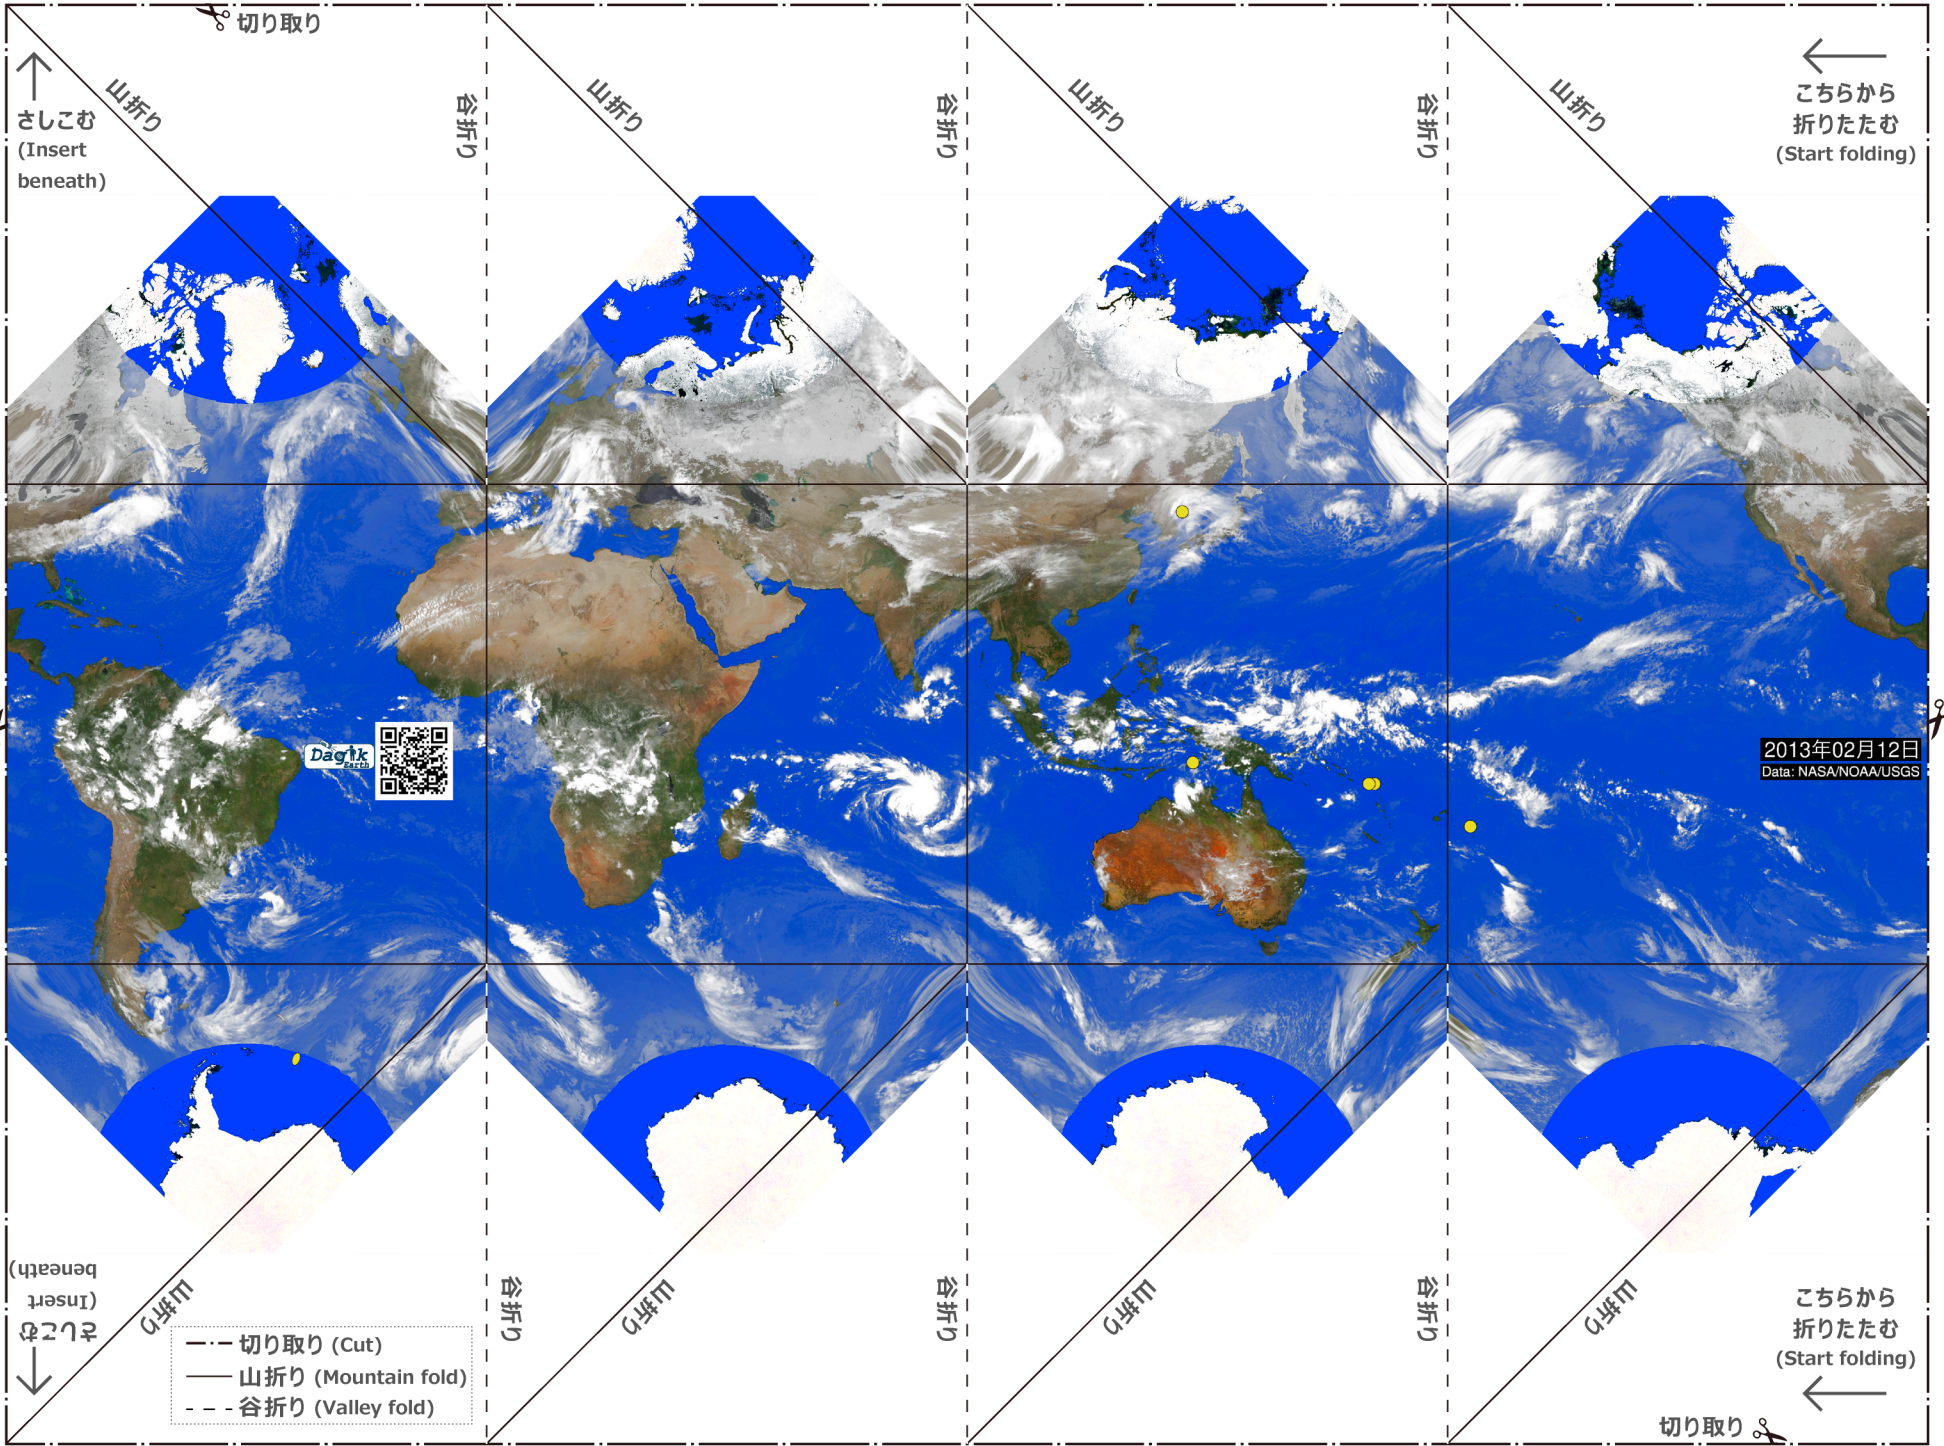 切り取り
山折り
谷折り
山折り
谷折り
山折り
谷折り
山折り
さしこむ
(Insert
beneath)
こちらから
折りたたむ
(Start folding)
Dagik
Earth
2013年02月12日
Data: NASA/NOAA/USGS
さしこむ
(Insert
beneath)
山折り
谷折り
山折り
谷折り
山折り
谷折り
山折り
こちらから
折りたたむ
(Start folding)
切り取り (Cut)
山折り (Mountain fold)
谷折り (Valley fold)
切り取り